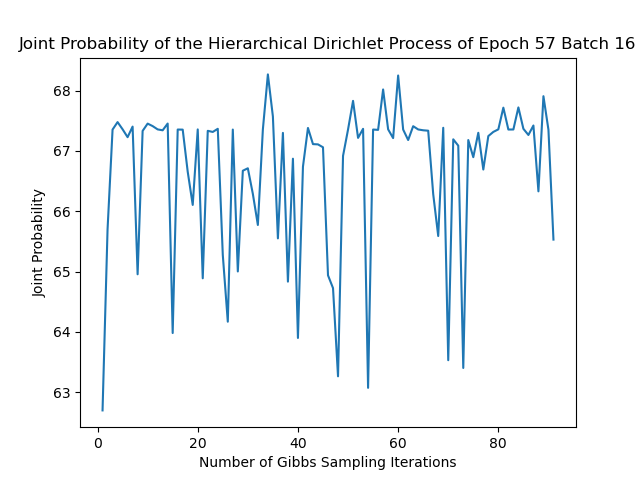 Joint Probability of the Hierarchical Dirichlet Process of Epoch 57 Batch 16
68
67
66
65
64
63
Joint Probability
0 20 40 60 80
Number of Gibbs Sampling Iterations